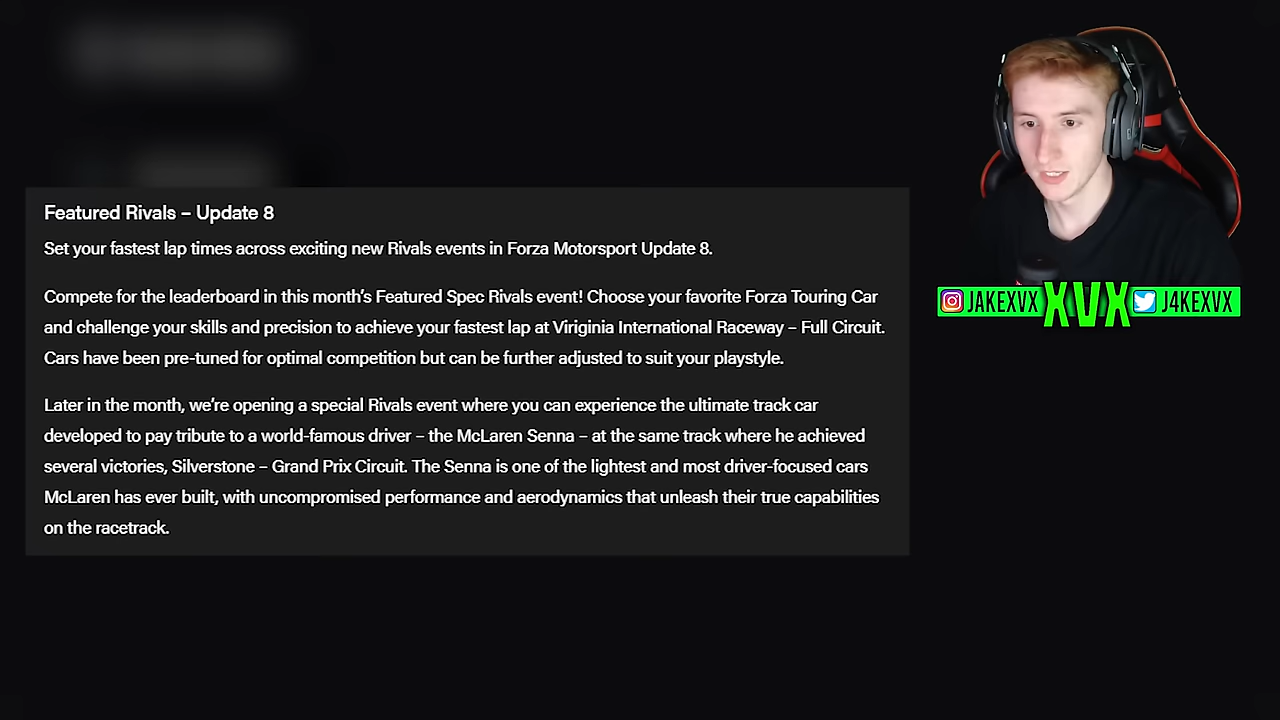 Featured Rivals – Update 8
Set your fastest lap times across exciting new Rivals events in Forza Motorsport Update 8.
Compete for the leaderboard in this month's Featured Spec Rivals event! Choose your favorite Forza Touring Car
and challenge your skills and precision to achieve your fastest lap at Viriginia International Raceway – Full Circuit.
Cars have been pre-tuned for optimal competition but can be further adjusted to suit your playstyle.
Later in the month, we're opening a special Rivals event where you can experience the ultimate track car
developed to pay tribute to a world-famous driver – the McLaren Senna – at the same track where he achieved
several victories, Silverstone – Grand Prix Circuit. The Senna is one of the lightest and most driver-focused cars
McLaren has ever built, with uncompromised performance and aerodynamics that unleash their true capabilities
on the racetrack.
JAKEXVX XVX J4KEXVX